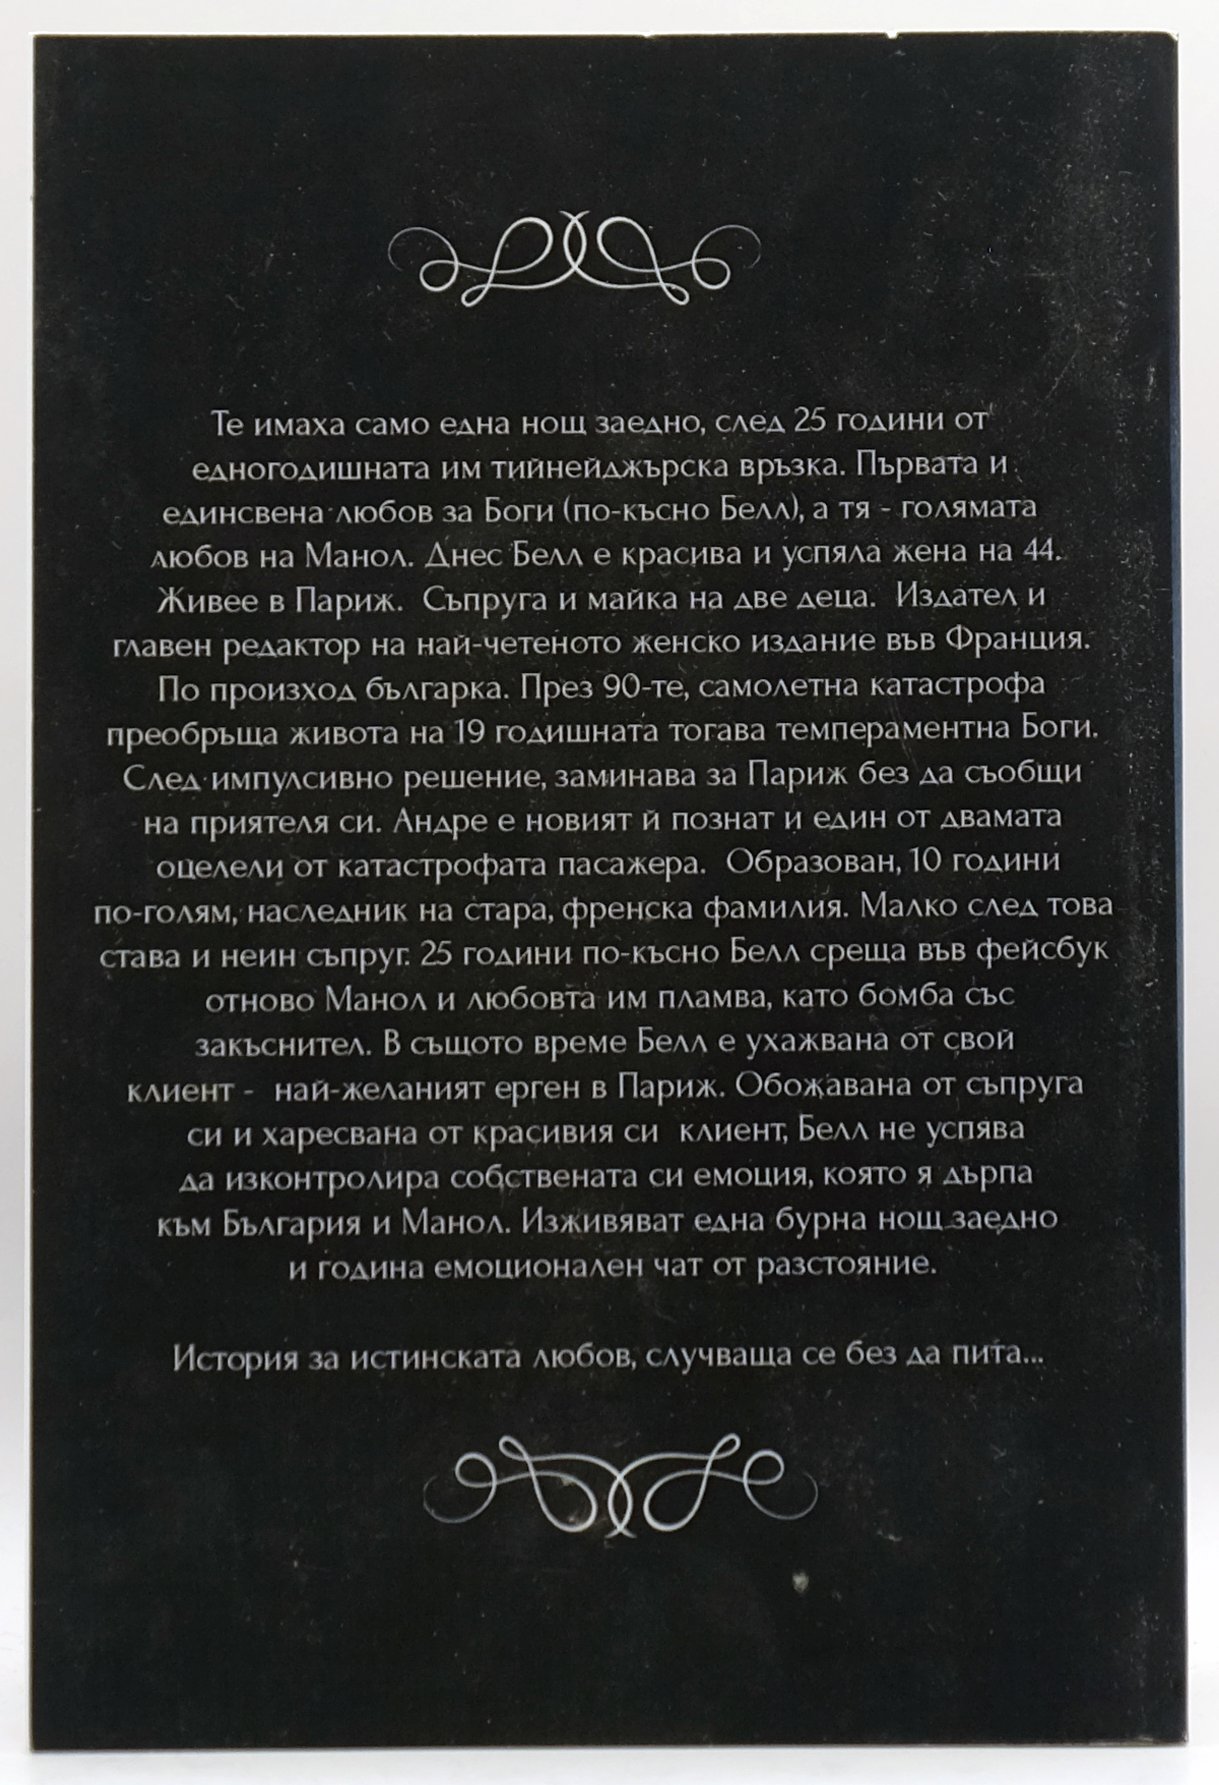 Те имаха само една нощ заедно, след 25 години от
едногодишната им тийнейджърска връзка. Първата и
единсвена любов за Боги (по-късно Белл), а тя - голямата
любов на Манол. Днес Белл е красива и успяла жена на 44.
Живее в Париж. Съпруга и майка на две деца. Издател и
главен редактор на най-четеното женско издание във Франция.
По произход българка. През 90-те, самолетна катастрофа
преобръща живота на 19 годишната тогава темпераментна Боги.
След импулсивно решение, заминава за Париж без да съобщи
на приятеля си. Андре е новият й познат и един от двамата
оцелели от катастрофата пасажера. Образован, 10 години
по-голям, наследник на стара, френска фамилия. Малко след това
става и неин съпруг. 25 години по-късно Белл среща във фейсбук
отново Манол и любовта им пламва, като бомба със
закъснител. В същото време Белл е ухажвана от свой
клиент - най-желаният ерген в Париж. Обожавана от съпруга
си и харесвана от красивия си клиент, Белл не успява
да изконтролира собствената си емоция, която я дърпа
към България и Манол. Изживяват една бурна нощ заедно
и година емоционален чат от разстояние.
История за истинската любов, случваща се без да пита...